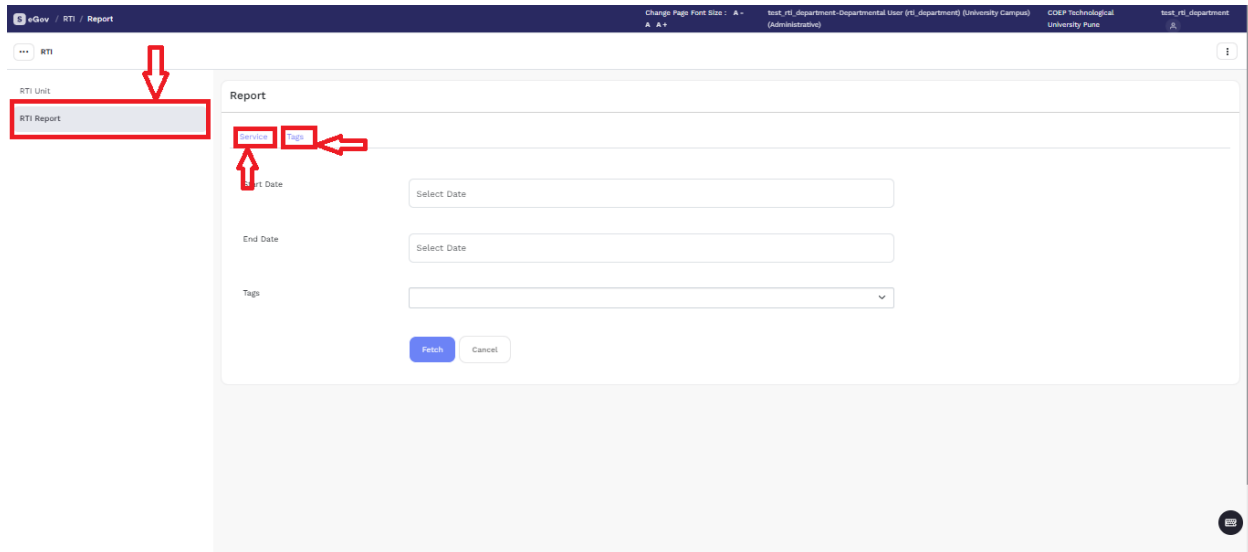 S eGov / RTI / Report
Change Page Font Size : A -
A A +
test_rti_department-Departmental User (rti_department) (University Campus)
(Administrative)
COEP Technological
University Pune
test_rti_department
RTI
RTI Unit
RTI Report
Report
Service Tags
Start Date
Select Date
End Date
Select Date
Tags
Fetch Cancel